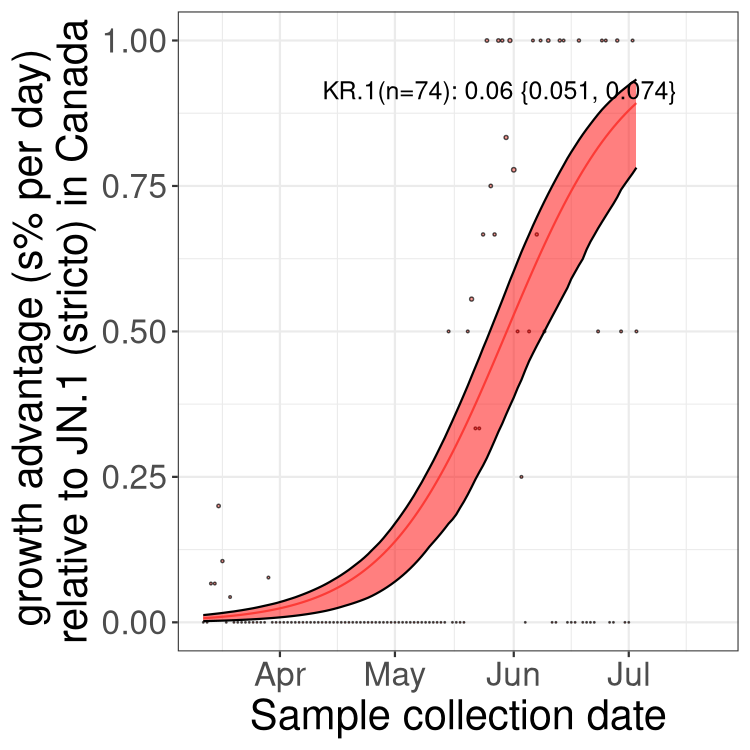 growth advantage (s% per day)
relative to JN.1 (stricto) in Canada
1.00
0.75
0.50
0.25
0.00
KR.1(n=74): 0.06 {0.051, 0.074}
Apr May Jun Jul
Sample collection date